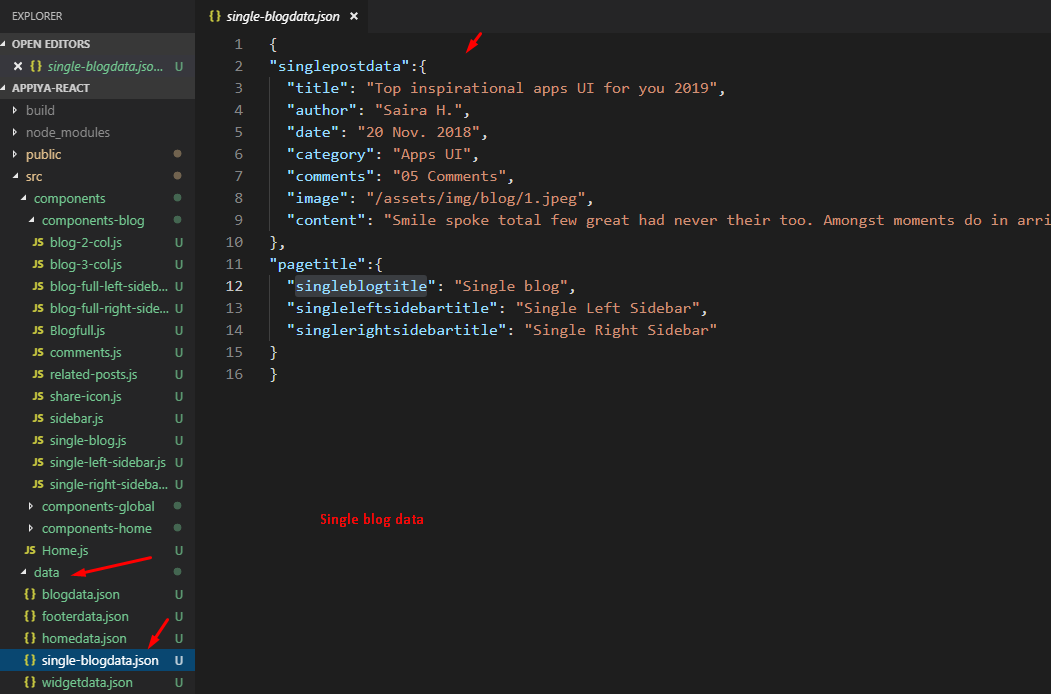 EXPLORER
OPEN EDITORS
single-blogdata.jso... U
APPIYA-REACT
build
node_modules
public
src
components
components-blog
JS blog-2-col.js U
JS blog-3-col.js U
JS blog-full-left-sideb... U
JS blog-full-right-side... U
JS Blogfull.js U
JS comments.js U
JS related-posts.js U
JS share-icon.js U
JS sidebar.js U
JS single-blog.js U
JS single-left-sidebar.js U
JS single-right-sideba... U
components-global
components-home
JS Home.js U
data
{} blogdata.json U
{} footerdata.json U
{} homedata.json U
{} single-blogdata.json U
{} widgetdata.json U
{} single-blogdata.json ×
1 {
2 "singlepostdata":{
3 "title": "Top inspirational apps UI for you 2019",
4 "author": "Saira H.",
5 "date": "20 Nov. 2018",
6 "category": "Apps UI",
7 "comments": "05 Comments",
8 "image": "/assets/img/blog/1.jpeg",
9 "content": "Smile spoke total few great had never their too. Amongst moments do in arri
10 },
11 "pagetitle":{
12 "singleblogtitle": "Single blog",
13 "singleleftsidebartitle": "Single Left Sidebar",
14 "singlerightsidebartitle": "Single Right Sidebar"
15 }
16 }
Single blog data